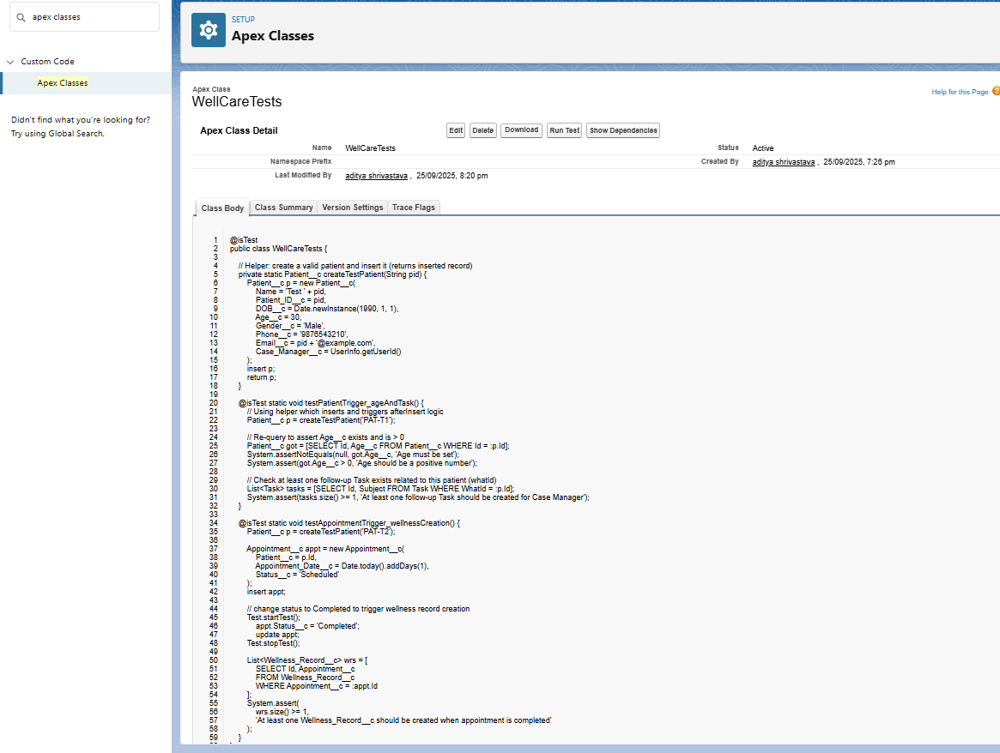 apex classes
Custom Code
Apex Classes
Didn't find what you're looking for?
Try using Global Search.
SETUP
Apex Classes
Apex Class
WellCareTests
Help for this Page ?
Apex Class Detail
Edit Delete Download Run Test Show Dependencies
Name WellCareTests Status Active
Namespace Prefix Created By aditya shrivastava , 25/09/2025, 7:26 pm
Last Modified By aditya shrivastava , 25/09/2025, 8:20 pm
Class Body Class Summary Version Settings Trace Flags
1 @isTest
2 public class WellCareTests {
3
4 // Helper: create a valid patient and insert it (returns inserted record)
5 private static Patient__c createTestPatient(String pid) {
6 Patient__c p = new Patient__c(
7 Name = 'Test ' + pid,
8 Patient_ID__c = pid,
9 DOB__c = Date.newInstance(1990, 1, 1),
10 Age__c = 30,
11 Gender__c = 'Male',
12 Phone__c = '9876543210',
13 Email__c = pid + '@example.com',
14 Case_Manager__c = UserInfo.getUserId()
15 );
16 insert p;
17 return p;
18 }
19
20 @isTest static void testPatientTrigger_ageAndTask() {
21 // Using helper which inserts and triggers afterInsert logic
22 Patient__c p = createTestPatient('PAT-T1');
23
24 // Re-query to assert Age__c exists and is > 0
25 Patient__c got = [SELECT Id, Age__c FROM Patient__c WHERE Id = :p.Id];
26 System.assertNotEquals(null, got.Age__c, 'Age must be set');
27 System.assert(got.Age__c > 0, 'Age should be a positive number');
28
29 // Check at least one follow-up Task exists related to this patient (whatId)
30 List<Task> tasks = [SELECT Id, Subject FROM Task WHERE WhatId = :p.Id];
31 System.assert(tasks.size() >= 1, 'At least one follow-up Task should be created for Case Manager');
32 }
33
34 @isTest static void testAppointmentTrigger_wellnessCreation() {
35 Patient__c p = createTestPatient('PAT-T2');
36
37 Appointment__c appt = new Appointment__c(
38 Patient__c = p.Id,
39 Appointment_Date__c = Date.today().addDays(1),
40 Status__c = 'Scheduled'
41 );
42 insert appt;
43
44 // change status to Completed to trigger wellness record creation
45 Test.startTest();
46 appt.Status__c = 'Completed';
47 update appt;
48 Test.stopTest();
49
50 List<Wellness_Record__c> wrs = [
51 SELECT Id, Appointment__c
52 FROM Wellness_Record__c
53 WHERE Appointment__c = :appt.Id
54 ];
55 System.assert(
56 wrs.size() >= 1,
57 'At least one Wellness_Record__c should be created when appointment is completed'
58 );
59 }